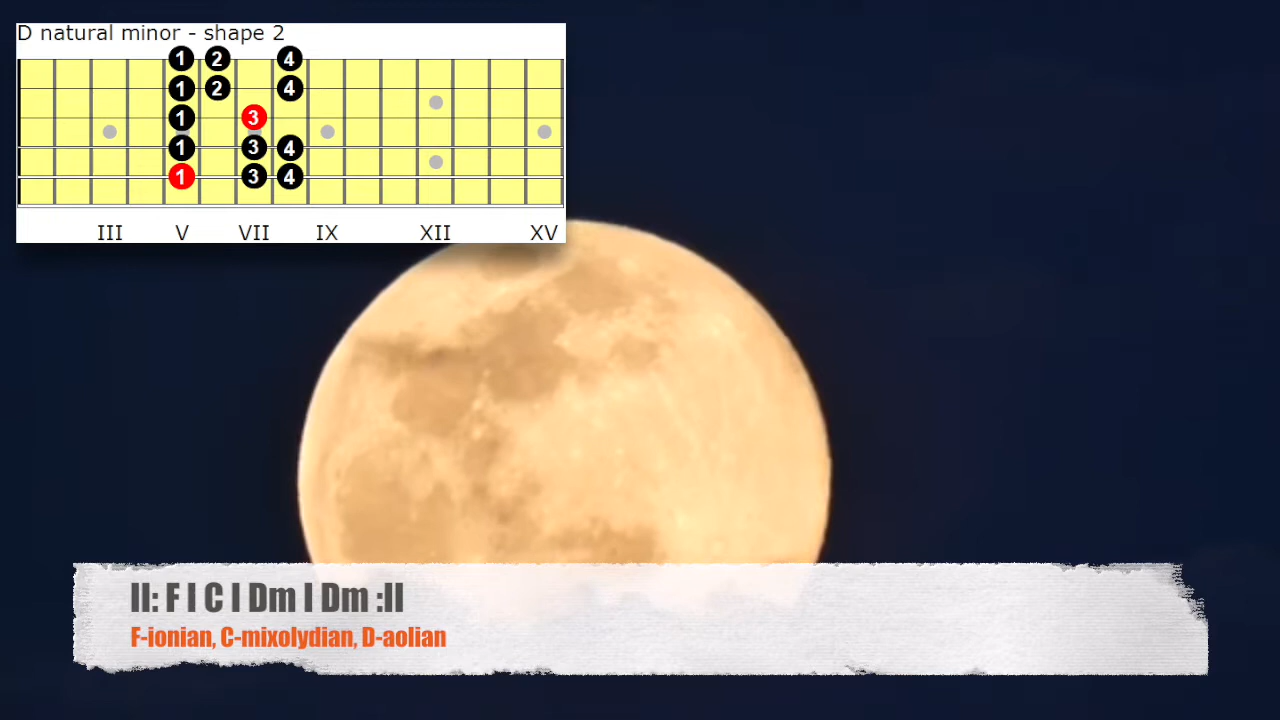 D natural minor - shape 2
1 2 4
1 2 4
1 3
1 3 4
1 3 4
III V VII IX XII XV
II: F I C I Dm I Dm :II
F-ionian, C-mixolydian, D-aolian